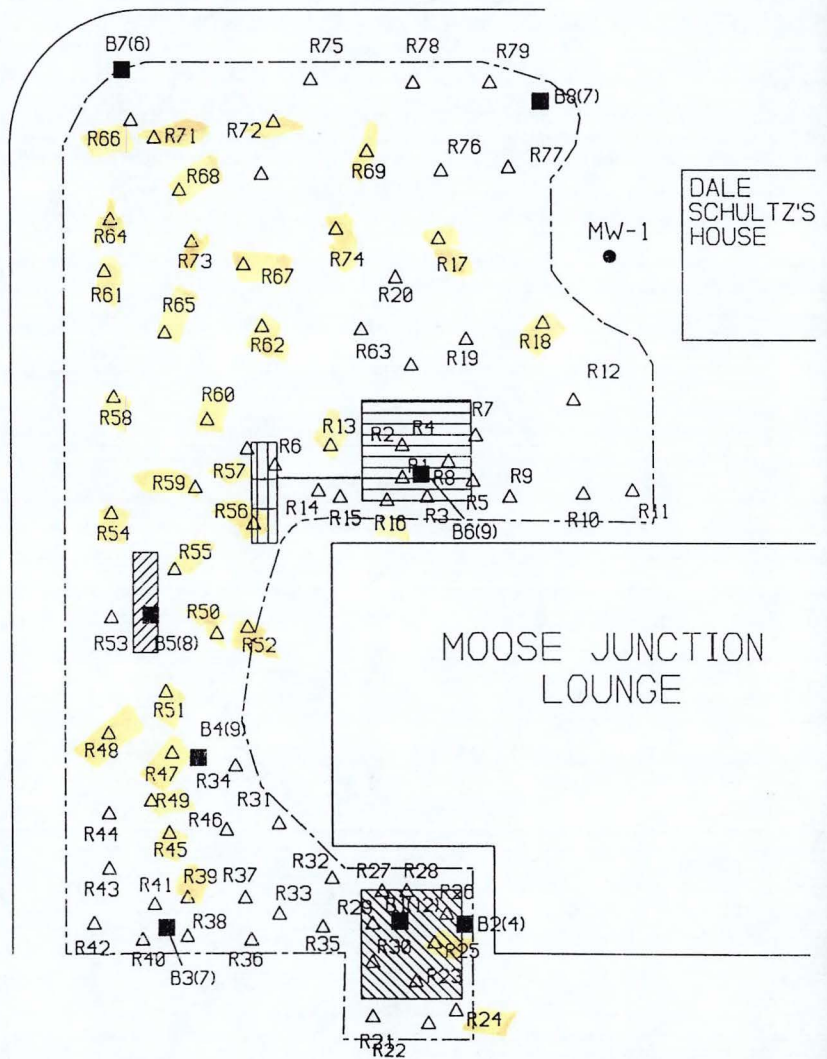 B7(6)
R75
R78
R79
B8(7)
R66
R71
R72
R69
R76
R77
R68
DALE
SCHULTZ'S
HOUSE
R64
R73
R67
R74
R17
MW-1
R61
R20
R65
R62
R63
R19
R18
R12
R58
R60
R13
R7
R2
R4
R6
R57
R1
R8
R59
R14
R15
R16
R3
R5
R9
R10
R11
R56
R54
B6(9)
R55
R50
R53
B5(8)
R52
MOOSE JUNCTION
LOUNGE
R51
R48
B4(9)
R47
R34
R49
R31
R44
R46
R45
R32
R43
R41
R39
R37
R33
R27
R28
R26
B1(2)
R29
B2(4)
R42
R40
R38
R36
R35
R30
R25
B3(7)
R23
R24
R21
R22